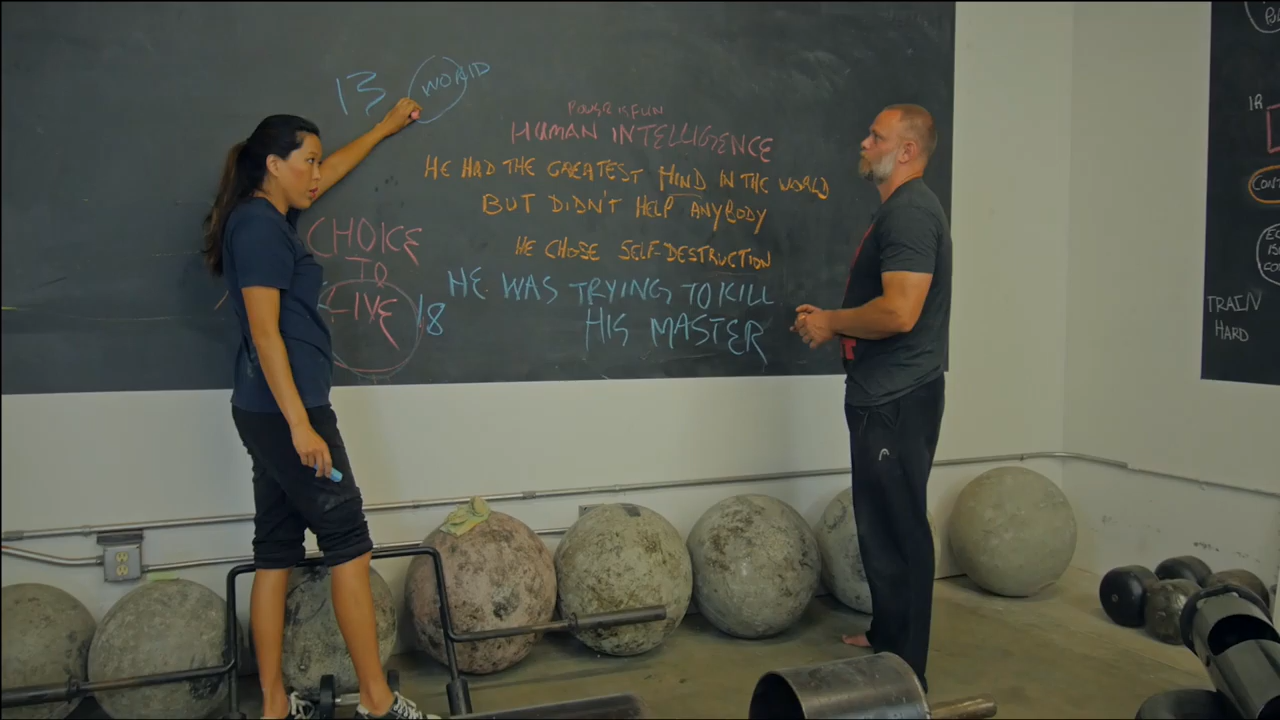 13 WORLD
POWER IS FUN
HUMAN INTELLIGENCE
HE HAD THE GREATEST MIND IN THE WORLD
BUT DIDN'T HELP ANYBODY
HE CHOSE SELF-DESTRUCTION
HE WAS TRYING TO KILL
HIS MASTER
CHOICE
TO
LIVE 18
TRAIN
HARD